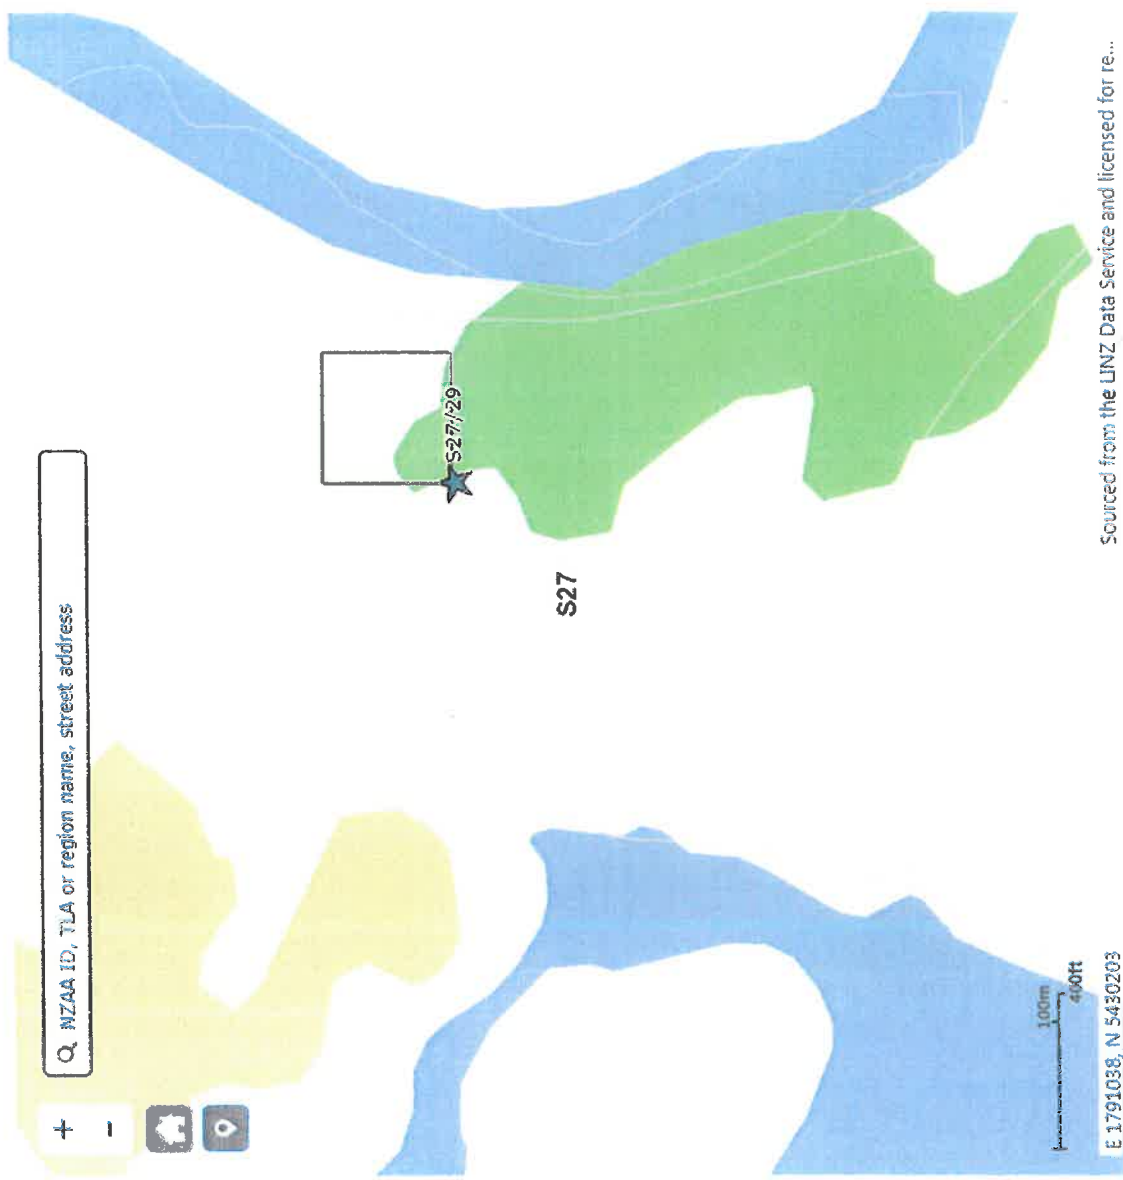 NZAA ID, TLA or region name, street address
+
-
S27/29
S27
100m
400ft
E 1791038, N 5430203
Sourced from the LINZ Data Service and licensed for re...